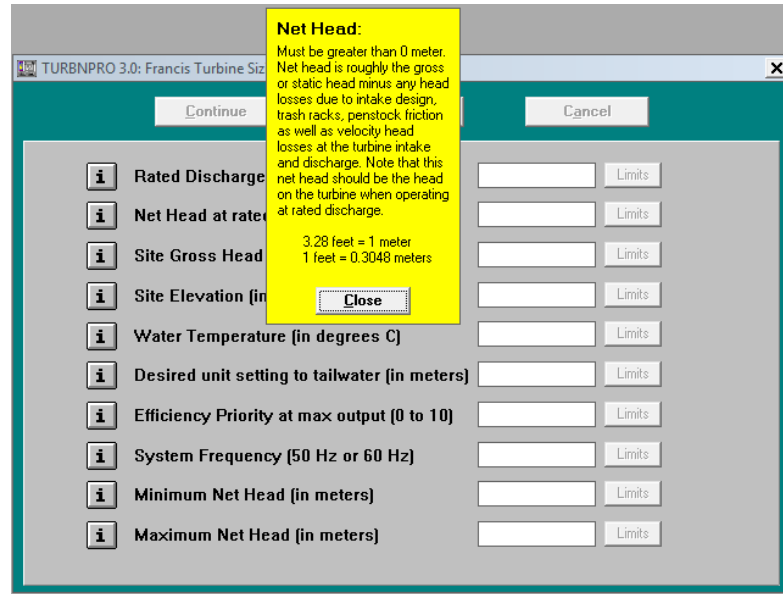 Net Head:
Must be greater than 0 meter.
Net head is roughly the gross
or static head minus any head
losses due to intake design,
trash racks, penstock friction
as well as velocity head
losses at the turbine intake
and discharge. Note that this
net head should be the head
on the turbine when operating
at rated discharge.
3.28 feet = 1 meter
1 feet = 0.3048 meters
Close
TURBNPRO 3.0: Francis Turbine Siz
x
Continue
Cancel
i Rated Discharge Limits
i Net Head at rated Limits
i Site Gross Head Limits
i Site Elevation (in Limits
i Water Temperature (in degrees C) Limits
i Desired unit setting to tailwater (in meters) Limits
i Efficiency Priority at max output (0 to 10) Limits
i System Frequency (50 Hz or 60 Hz) Limits
i Minimum Net Head (in meters) Limits
i Maximum Net Head (in meters) Limits